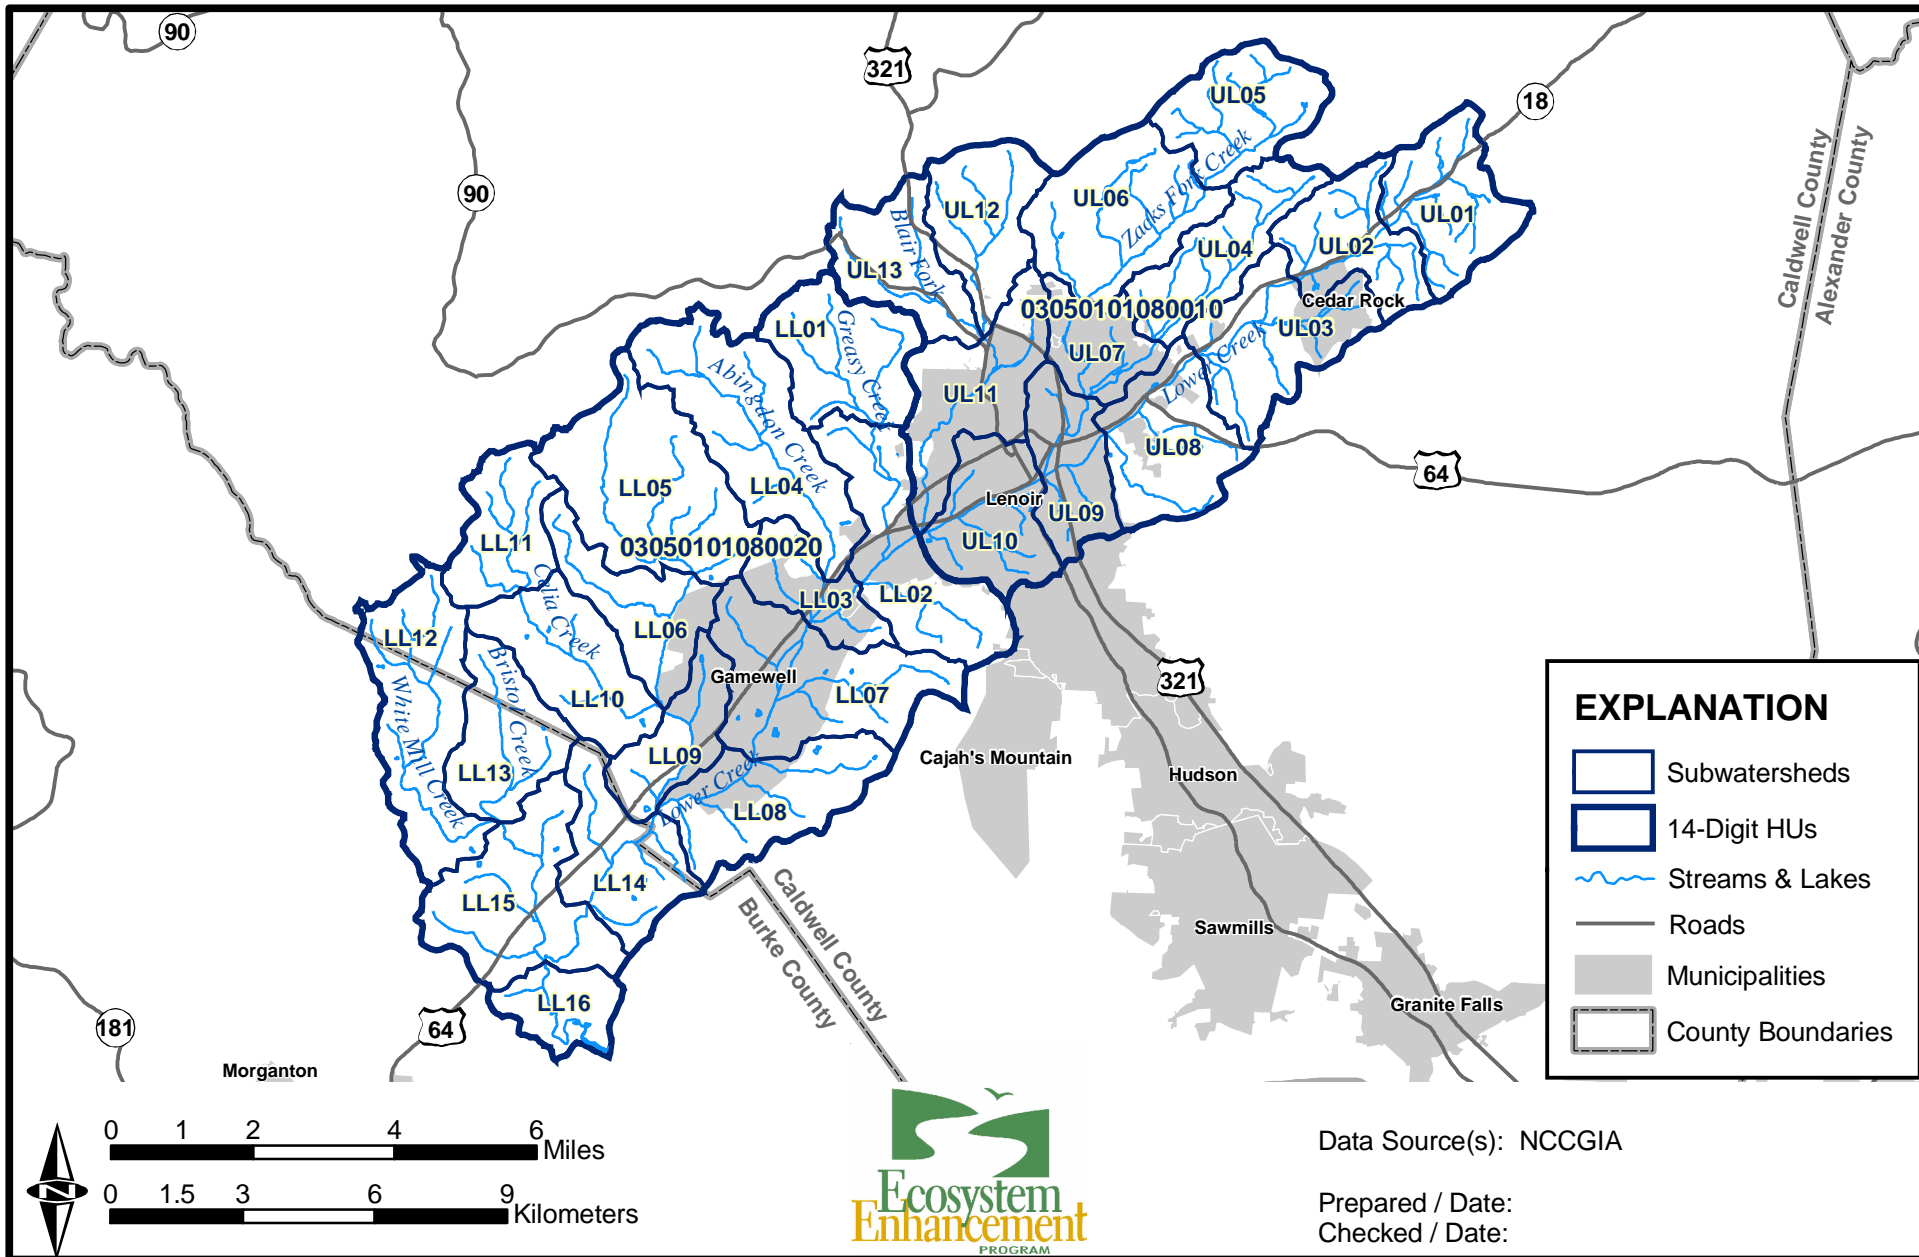 90
321
18
90
UL05
UL12
UL06
Zacks Fork Creek
UL01
UL04
UL02
Blair Fork
UL13
Caldwell County
Alexander County
03050101080010
Cedar Rock
UL03
LL01
Greasy Creek
UL07
Abingdon Creek
Lower Creek
UL11
UL08
64
LL05
LL04
Lenoir
UL09
UL10
LL11
03050101080020
Celia Creek
LL03
LL02
LL12
LL06
Bristol Creek
Gamewell
321
LL10
LL07
White Mill Creek
LL09
LL13
Cajah's Mountain
Hudson
Lower Creek
LL08
LL14
LL15
Caldwell County
Burke County
Sawmills
LL16
Granite Falls
181
64
Morganton
EXPLANATION
Subwatersheds
14-Digit HUs
Streams & Lakes
Roads
Municipalities
County Boundaries
N
0 1 2 4 6
Miles
0 1.5 3 6 9
Kilometers
Ecosystem
Enhancement
PROGRAM
Data Source(s): NCCGIA
Prepared / Date:
Checked / Date: